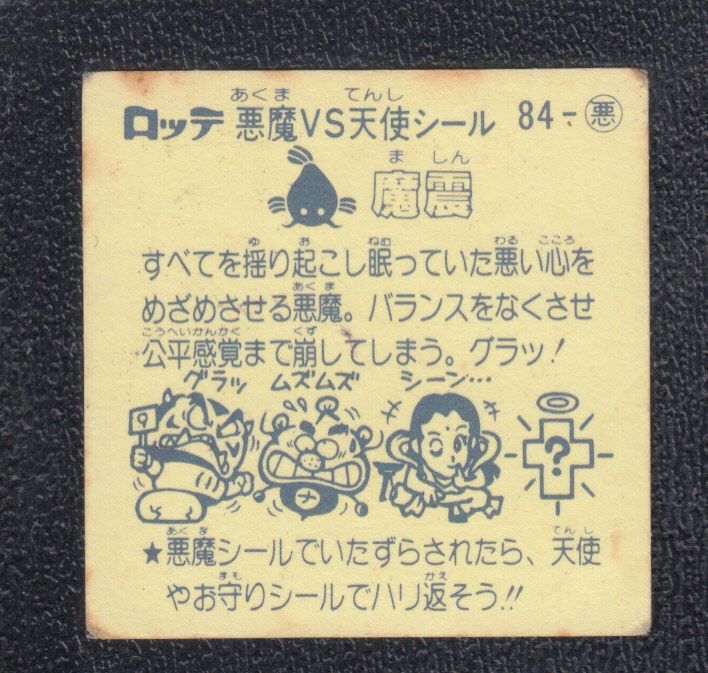 ロッテ 悪魔VS天使シール 84-悪
魔震
すべてを揺り起こし眠っていた悪い心を
めざめさせる悪魔。バランスをなくさせ
公平感覚まで崩してしまう。グラッ!
グラッ ムズムズ シーン…
?
★悪魔シールでいたずらされたら、天使
やお守りシールでハリ返そう!!